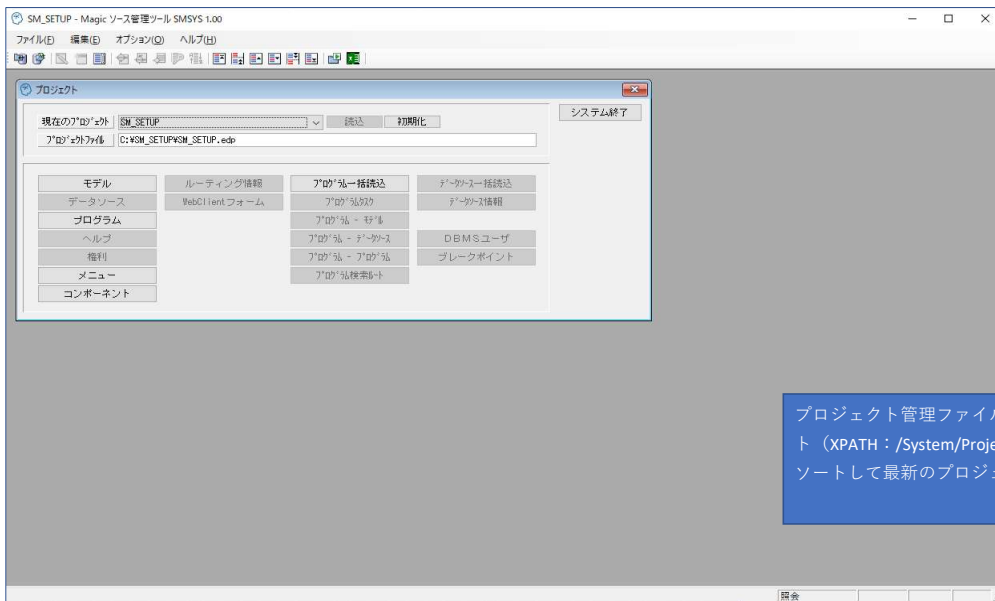 SM_SETUP - Magic ソース管理ツール SMSYS 1.00
ファイル(F) 編集(E) オプション(O) ヘルプ(H)
プロジェクト
システム終了
現在のﾌﾟﾛｼﾞｪｸﾄ SM_SETUP 読込 初期化
ﾌﾟﾛｼﾞｪｸﾄﾌｧｲﾙ C:¥SM_SETUP¥SM_SETUP.edp
モデル ルーティング情報 ﾌﾟﾛｸﾞﾗﾑ一括読込 ﾃﾞｰﾀｿｰｽ一括読込
データソース WebClientフォーム ﾌﾟﾛｸﾞﾗﾑﾀｽｸ ﾃﾞｰﾀｿｰｽ情報
プログラム ﾌﾟﾛｸﾞﾗﾑ - ﾓﾃﾞﾙ
ヘルプ ﾌﾟﾛｸﾞﾗﾑ - ﾃﾞｰﾀｿｰｽ DBMSユーザ
権利 ﾌﾟﾛｸﾞﾗﾑ - ﾌﾟﾛｸﾞﾗﾑ ブレークポイント
メニュー ﾌﾟﾛｸﾞﾗﾑ検索ﾙｰﾄ
コンポーネント
プロジェクト管理ファイル
ト（XPATH：/System/Proje
ソートして最新のプロジェ
照会